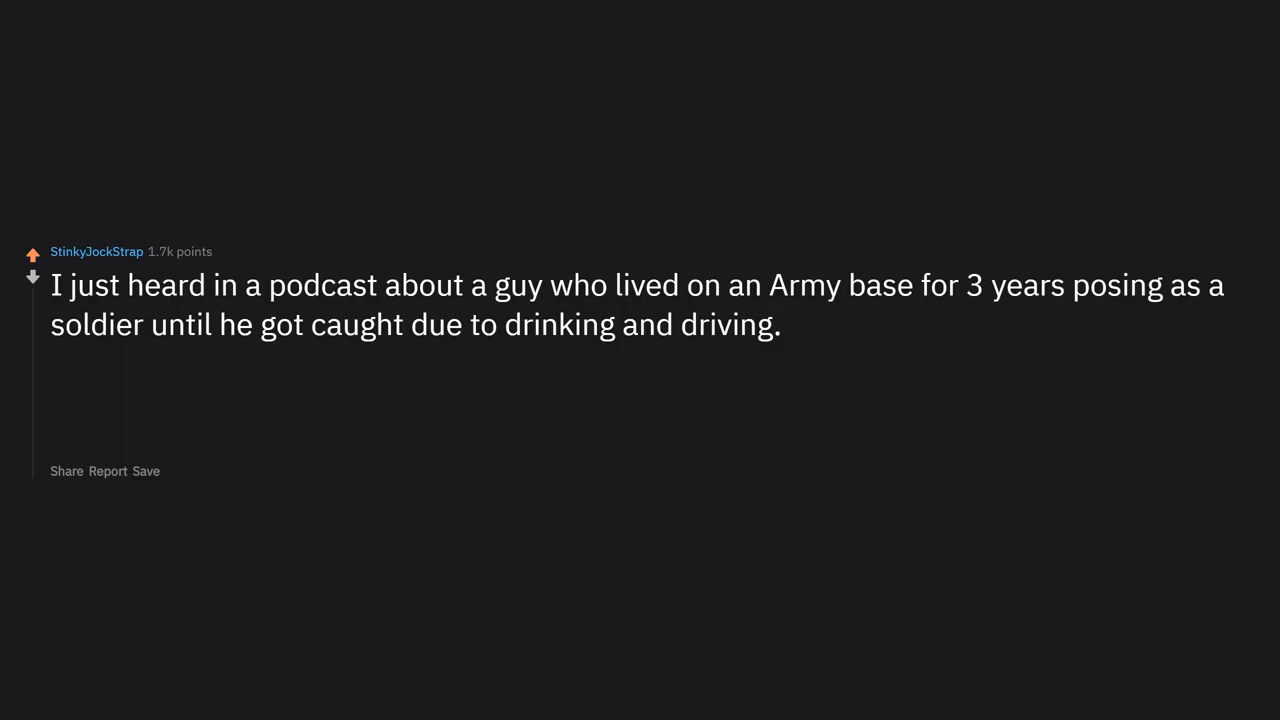 StinkyJockStrap 1.7k points
I just heard in a podcast about a guy who lived on an Army base for 3 years posing as a
soldier until he got caught due to drinking and driving.
Share Report Save